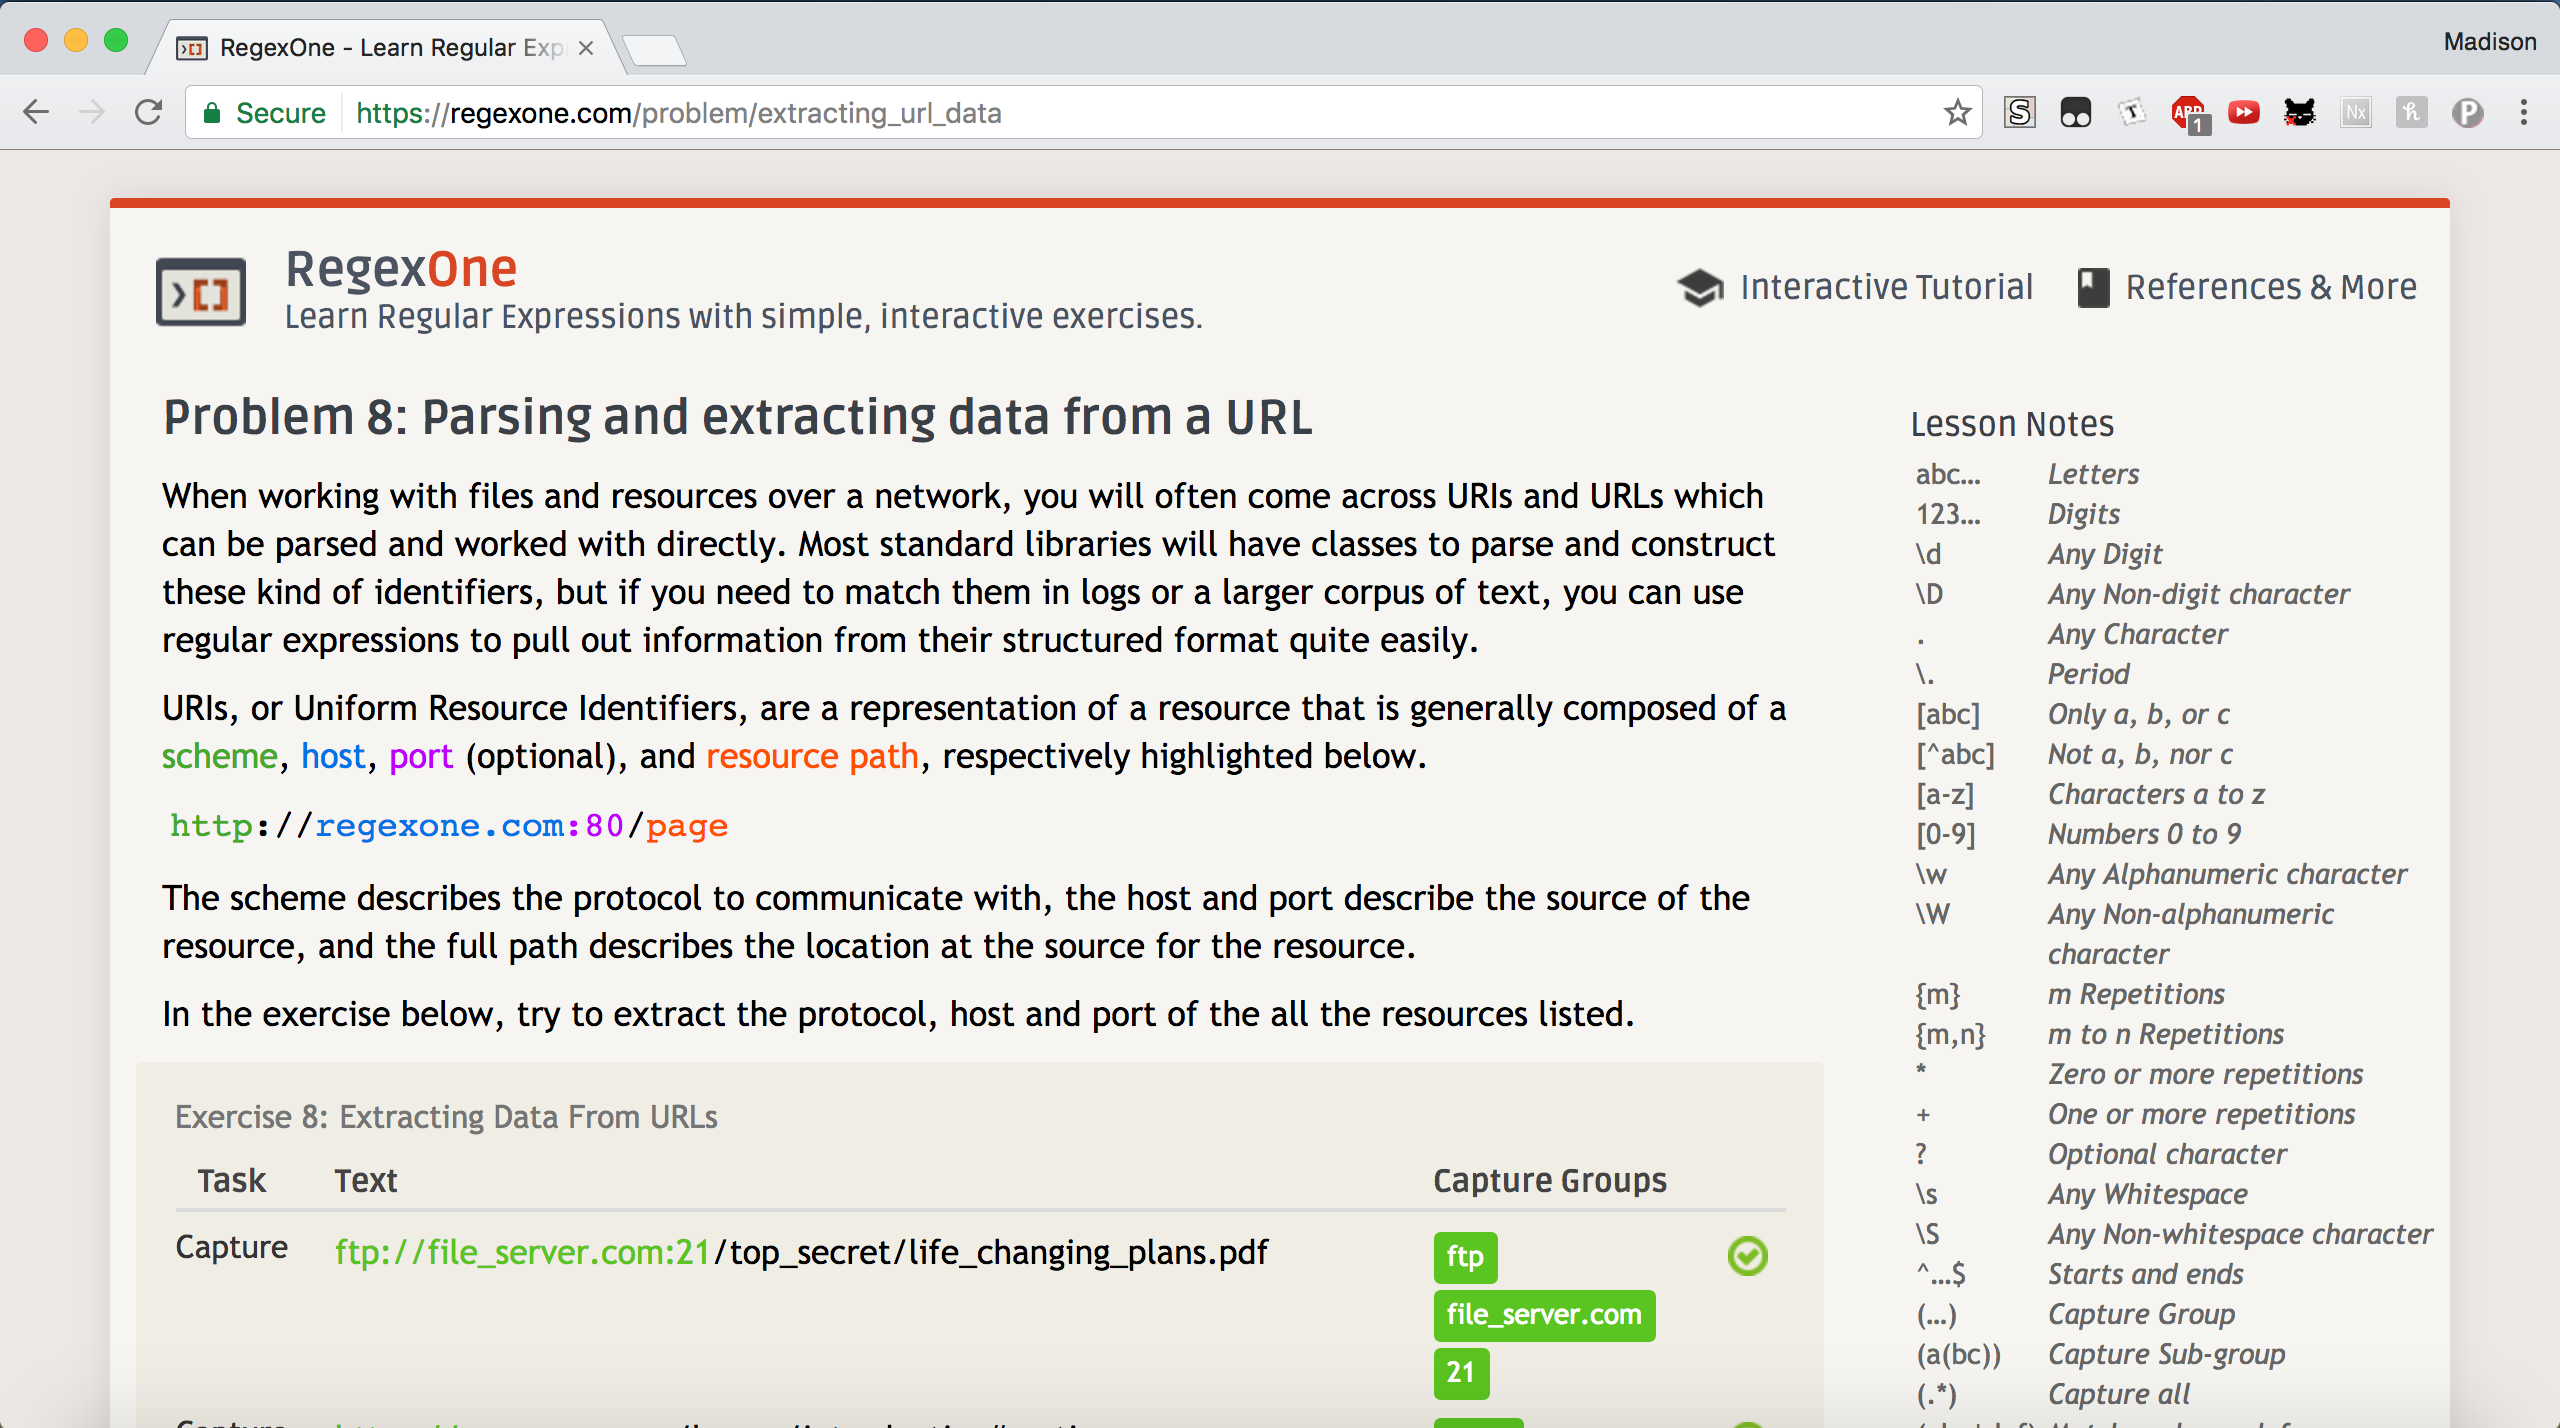 RegexOne - Learn Regular Exp
Madison
Secure https://regexone.com/problem/extracting_url_data
S T ABP 1 Nx h P
RegexOne
Learn Regular Expressions with simple, interactive exercises.
Interactive Tutorial References & More
Problem 8: Parsing and extracting data from a URL
When working with files and resources over a network, you will often come across URIs and URLs which
can be parsed and worked with directly. Most standard libraries will have classes to parse and construct
these kind of identifiers, but if you need to match them in logs or a larger corpus of text, you can use
regular expressions to pull out information from their structured format quite easily.
URIs, or Uniform Resource Identifiers, are a representation of a resource that is generally composed of a
scheme, host, port (optional), and resource path, respectively highlighted below.
http://regexone.com:80/page
The scheme describes the protocol to communicate with, the host and port describe the source of the
resource, and the full path describes the location at the source for the resource.
In the exercise below, try to extract the protocol, host and port of the all the resources listed.
Exercise 8: Extracting Data From URLs
Task Text Capture Groups
Capture ftp://file_server.com:21/top_secret/life_changing_plans.pdf ftp
file_server.com
21
Lesson Notes
abc... Letters
123... Digits
\d Any Digit
\D Any Non-digit character
. Any Character
\. Period
[abc] Only a, b, or c
[^abc] Not a, b, nor c
[a-z] Characters a to z
[0-9] Numbers 0 to 9
\w Any Alphanumeric character
\W Any Non-alphanumeric
character
{m} m Repetitions
{m,n} m to n Repetitions
* Zero or more repetitions
+ One or more repetitions
? Optional character
\s Any Whitespace
\S Any Non-whitespace character
^...$ Starts and ends
(...) Capture Group
(a(bc)) Capture Sub-group
(.*) Capture all